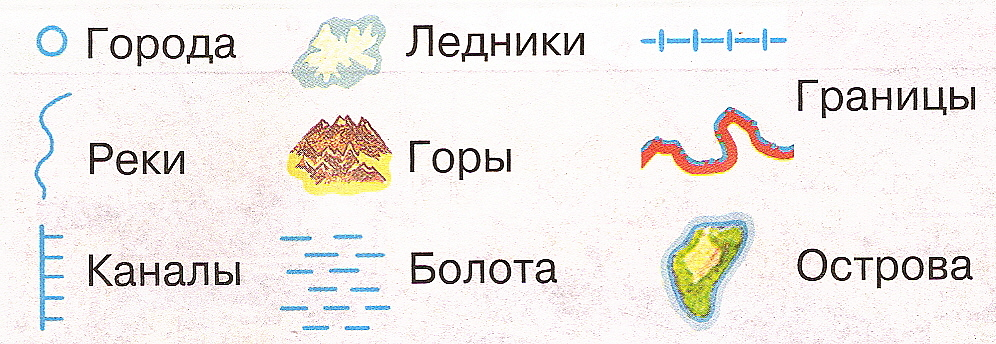 Города
Ледники
Границы
Реки
Горы
Каналы
Болота
Острова